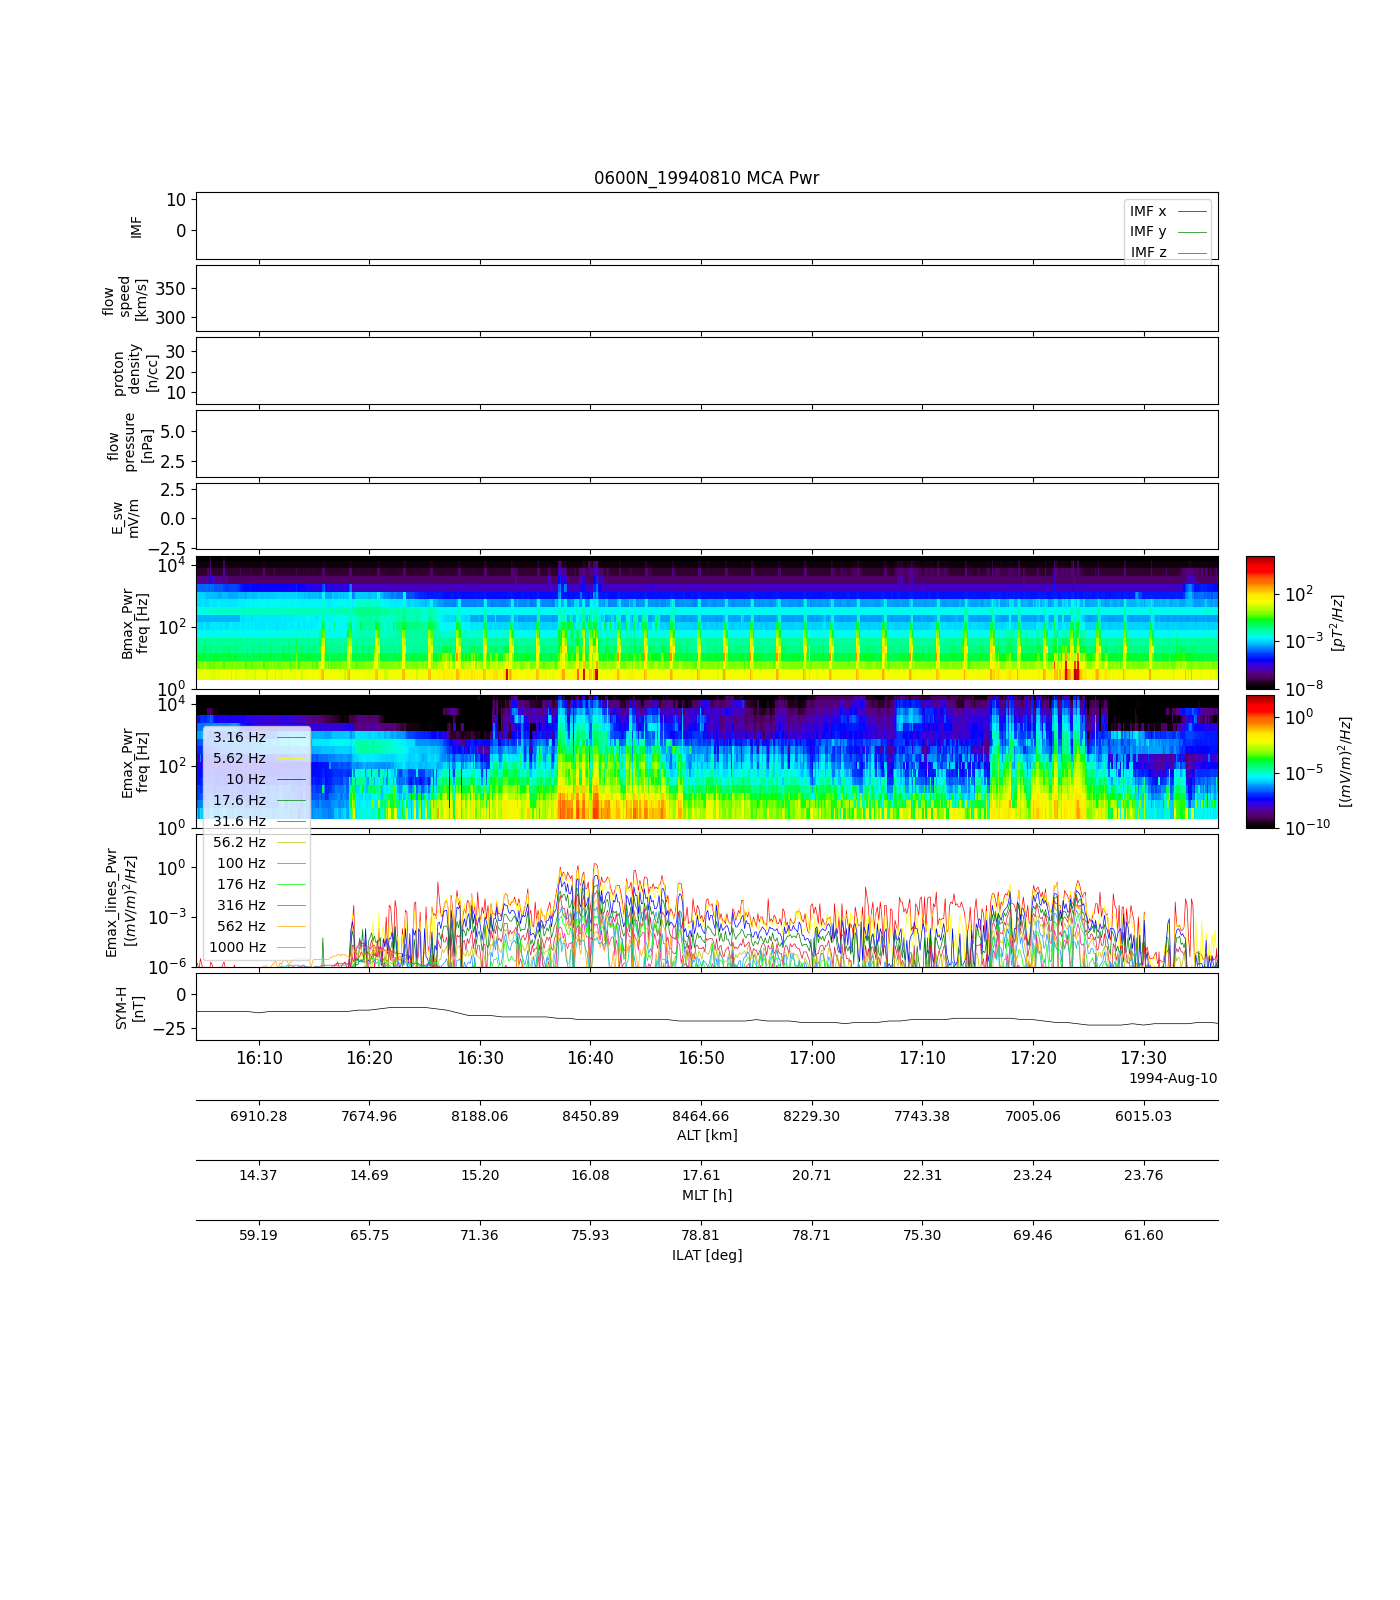 0600N_19940810 MCA Pwr
IMF
10
0
IMF x
IMF y
IMF z
flow
speed
[km/s]
350
300
proton
density
[n/cc]
30
20
10
flow
pressure
[nPa]
5.0
2.5
E_sw
mV/m
2.5
0.0
−2.5
Bmax_Pwr
freq [Hz]
10^4
10^2
10^0
10^2
10^-3
10^-8
[pT^2/Hz]
Emax_Pwr
freq [Hz]
10^4
10^2
10^0
10^0
10^-5
10^-10
[(mV/m)^2/Hz]
3.16 Hz
5.62 Hz
10 Hz
17.6 Hz
31.6 Hz
56.2 Hz
100 Hz
176 Hz
316 Hz
562 Hz
1000 Hz
Emax_lines_Pwr
[(mV/m)^2/Hz]
10^0
10^-3
10^-6
SYM-H
[nT]
0
−25
16:10 16:20 16:30 16:40 16:50 17:00 17:10 17:20 17:30
1994-Aug-10
6910.28 7674.96 8188.06 8450.89 8464.66 8229.30 7743.38 7005.06 6015.03
ALT [km]
14.37 14.69 15.20 16.08 17.61 20.71 22.31 23.24 23.76
MLT [h]
59.19 65.75 71.36 75.93 78.81 78.71 75.30 69.46 61.60
ILAT [deg]